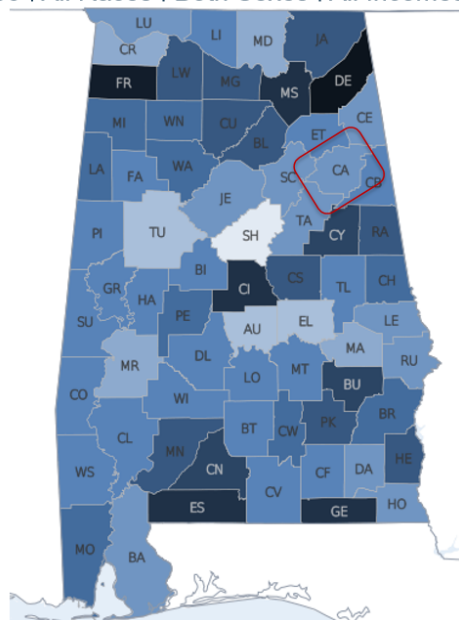 LU
LI
MD
JA
CR
LW
MG
FR
MS
DE
MI
WN
CU
BL
ET
CE
LA
FA
WA
SC
CA
CB
JE
PI
TU
SH
TA
CY
RA
BI
GR
HA
CI
CS
TL
CH
SU
PE
AU
EL
LE
MR
DL
MA
RU
CO
LO
MT
BU
WI
BT
CW
PK
BR
CL
MN
CN
WS
CV
CF
DA
HE
ES
GE
HO
MO
BA